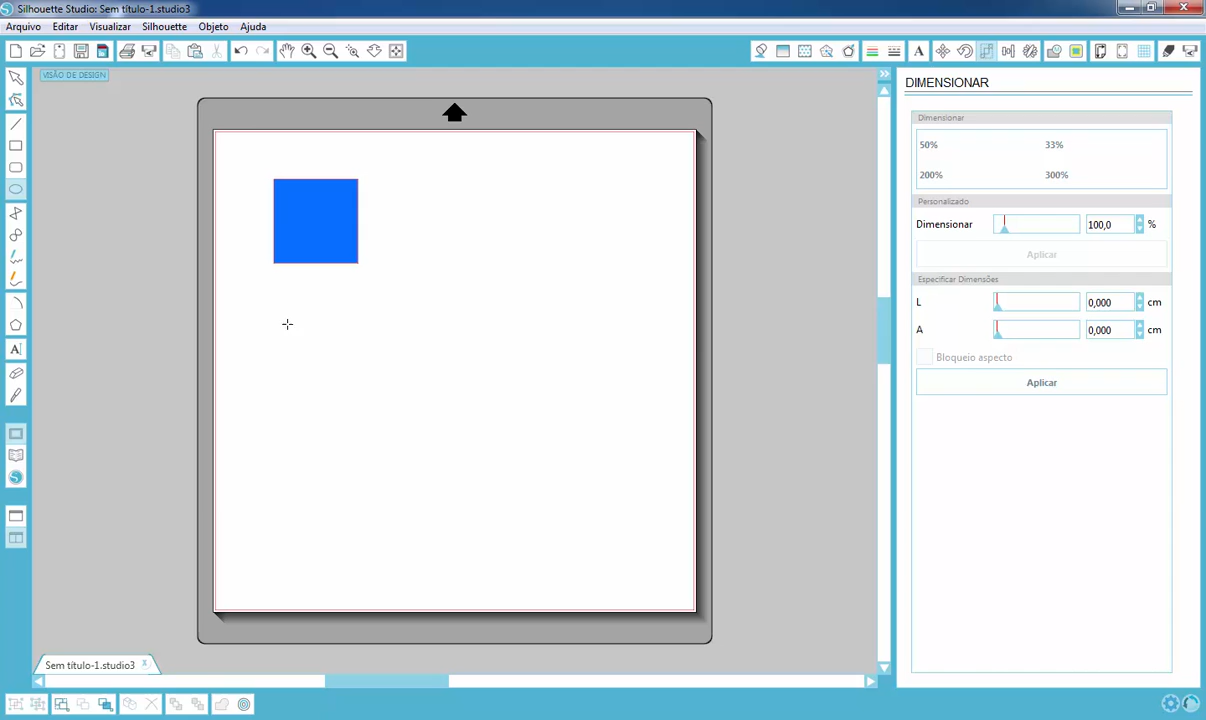 Silhouette Studio: Sem título-1.studio3
Arquivo Editar Visualizar Silhouette Objeto Ajuda
VISÃO DE DESIGN
DIMENSIONAR
Dimensionar
50% 33%
200% 300%
Personalizado
Dimensionar 100,0 %
Aplicar
Especificar Dimensões
L 0,000 cm
A 0,000 cm
Bloqueio aspecto
Aplicar
Sem título-1.studio3 x